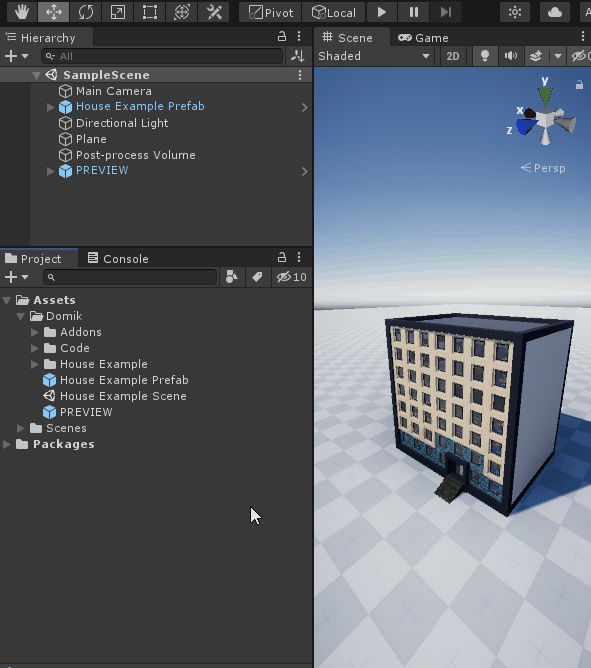 Pivot Local A
Hierarchy
All
SampleScene
Main Camera
House Example Prefab
Directional Light
Plane
Post-process Volume
PREVIEW
Project Console
10
Assets
Domik
Addons
Code
House Example
House Example Prefab
House Example Scene
PREVIEW
Scenes
Packages
Scene Game
Shaded 2D 0
y
x
z
Persp